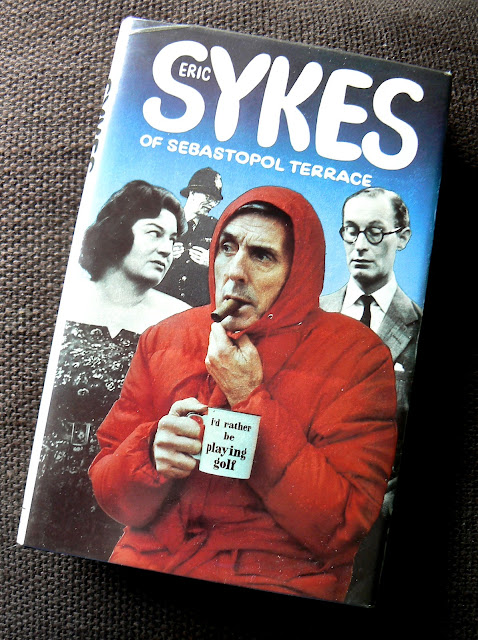 ERIC
SYKES
OF SEBASTOPOL TERRACE
i'd rather
be
playing
golf